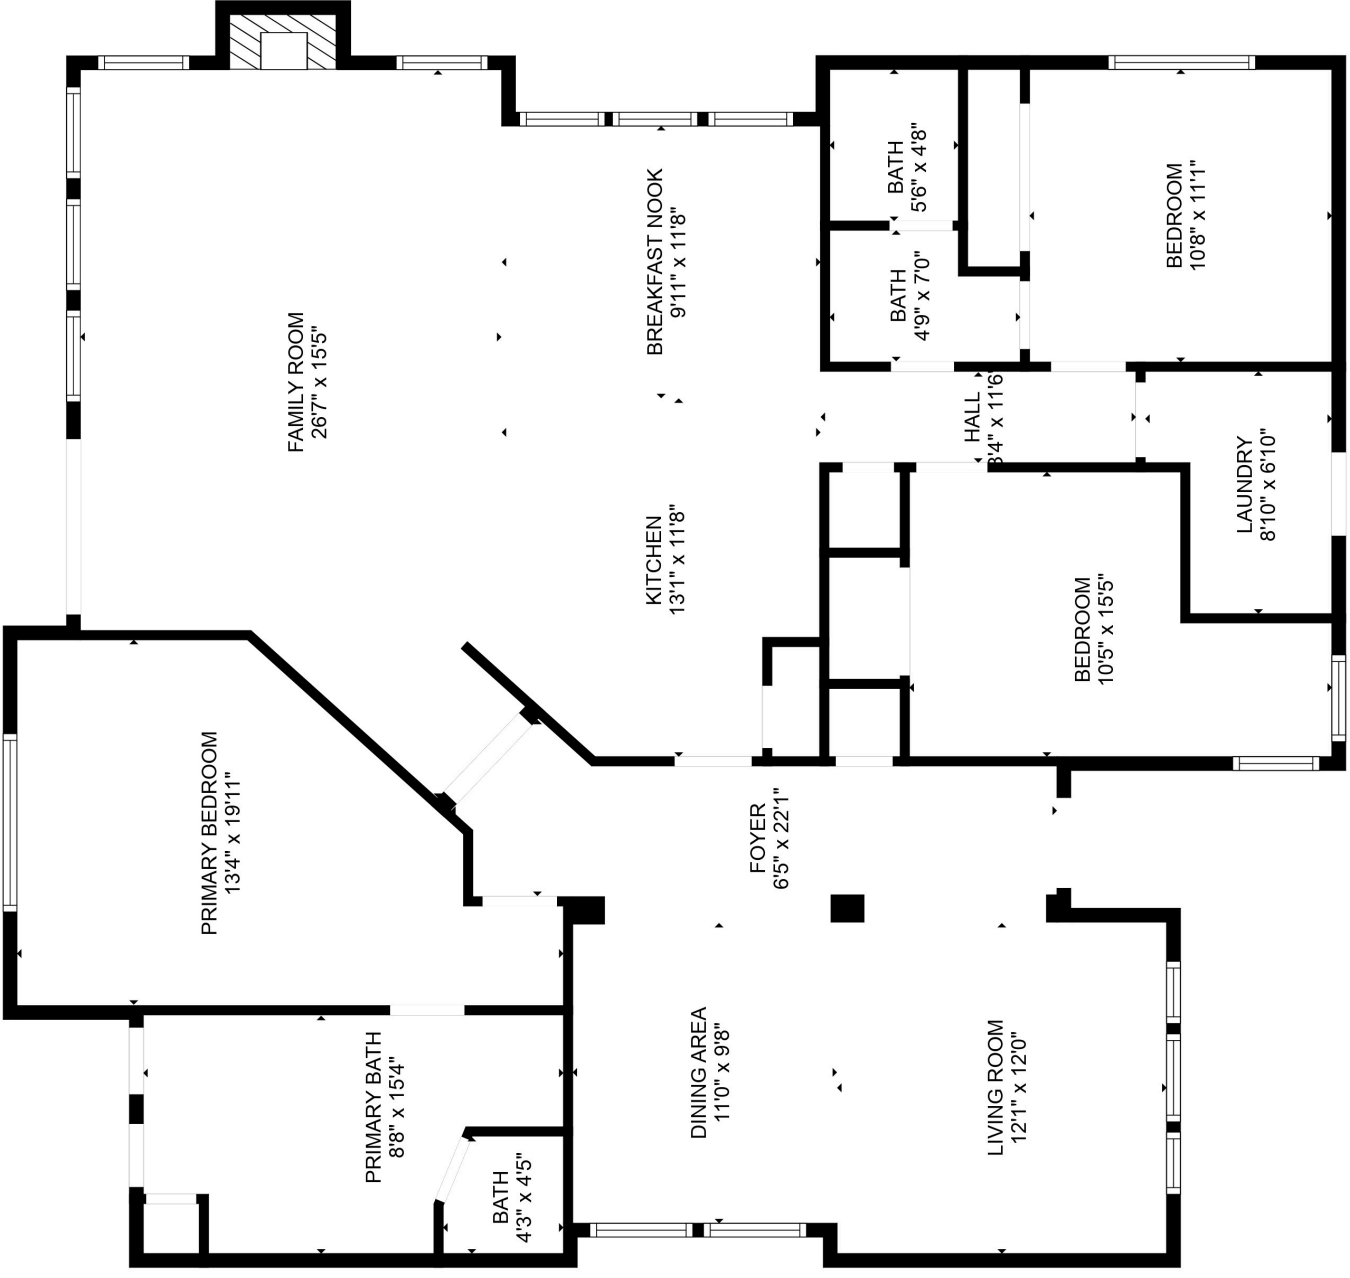 BATH
5'6" x 4'8"
BEDROOM
10'8" x 11'1"
BREAKFAST NOOK
9'11" x 11'8"
BATH
4'9" x 7'0"
FAMILY ROOM
26'7" x 15'5"
HALL
3'4" x 11'6"
LAUNDRY
8'10" x 6'10"
KITCHEN
13'1" x 11'8"
BEDROOM
10'5" x 15'5"
PRIMARY BEDROOM
13'4" x 19'11"
FOYER
6'5" x 22'1"
PRIMARY BATH
8'8" x 15'4"
DINING AREA
11'0" x 9'8"
LIVING ROOM
12'1" x 12'0"
BATH
4'3" x 4'5"